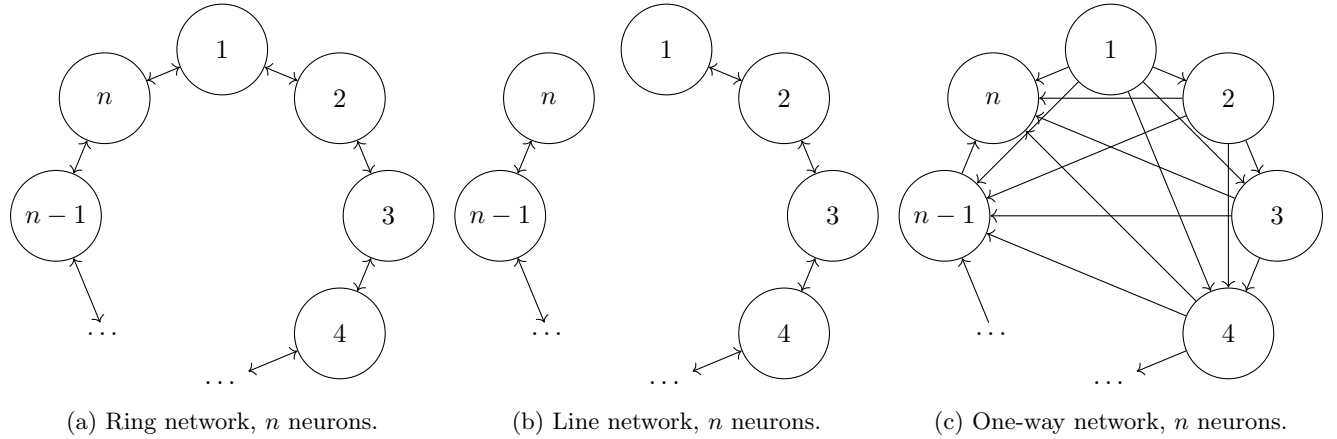 1
n
2
n − 1
3
4
...
...
(a) Ring network, n neurons.
1
n
2
n − 1
3
4
...
...
(b) Line network, n neurons.
1
n
2
n − 1
3
4
...
...
(c) One-way network, n neurons.